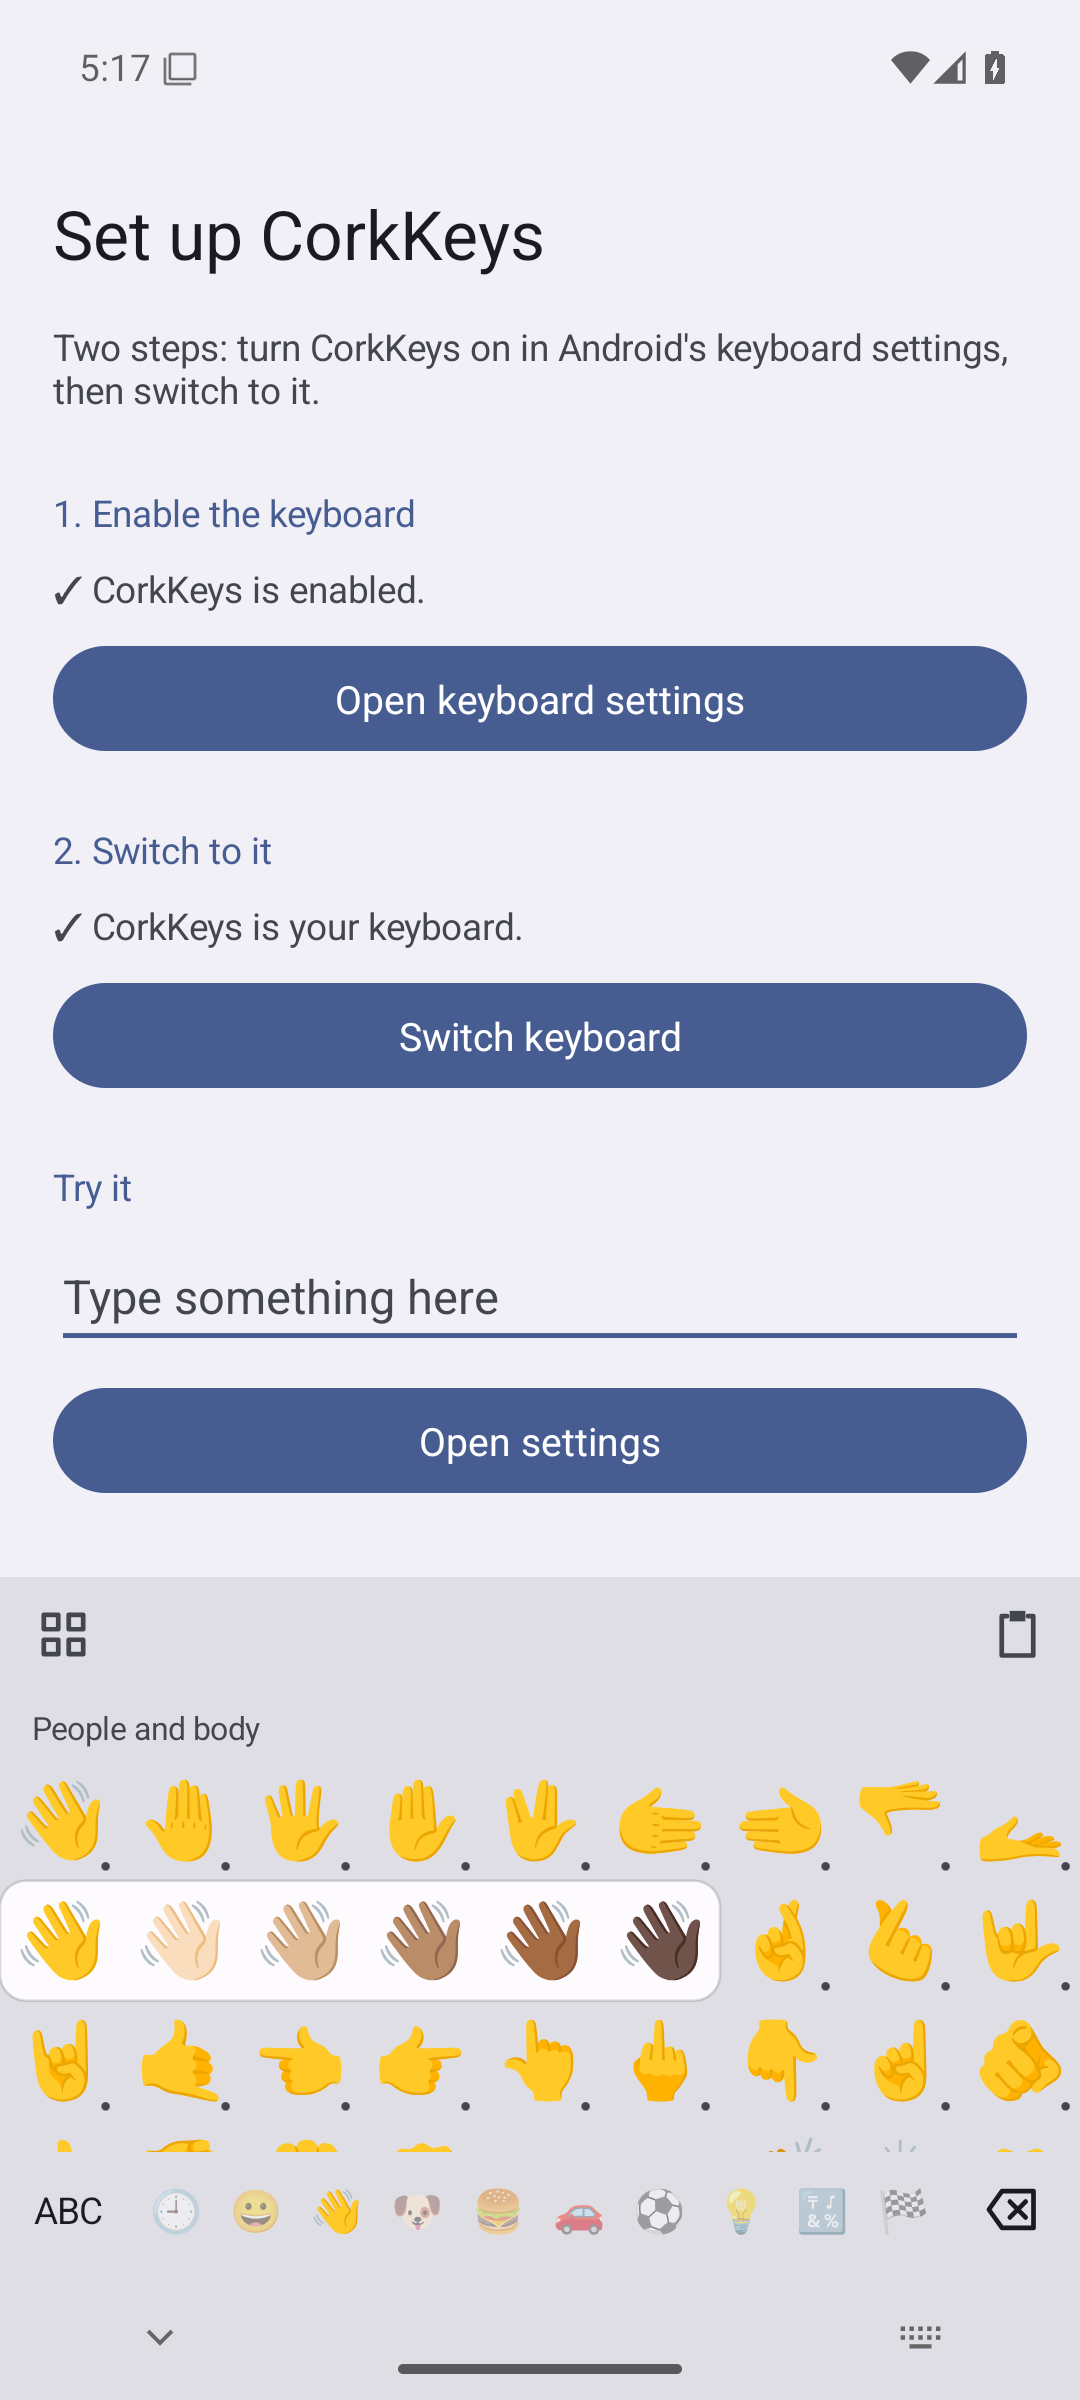 5:17
Set up CorkKeys
Two steps: turn CorkKeys on in Android's keyboard settings,
then switch to it.
1. Enable the keyboard
✓ CorkKeys is enabled.
Open keyboard settings
2. Switch to it
✓ CorkKeys is your keyboard.
Switch keyboard
Try it
Type something here
Open settings
People and body
ABC